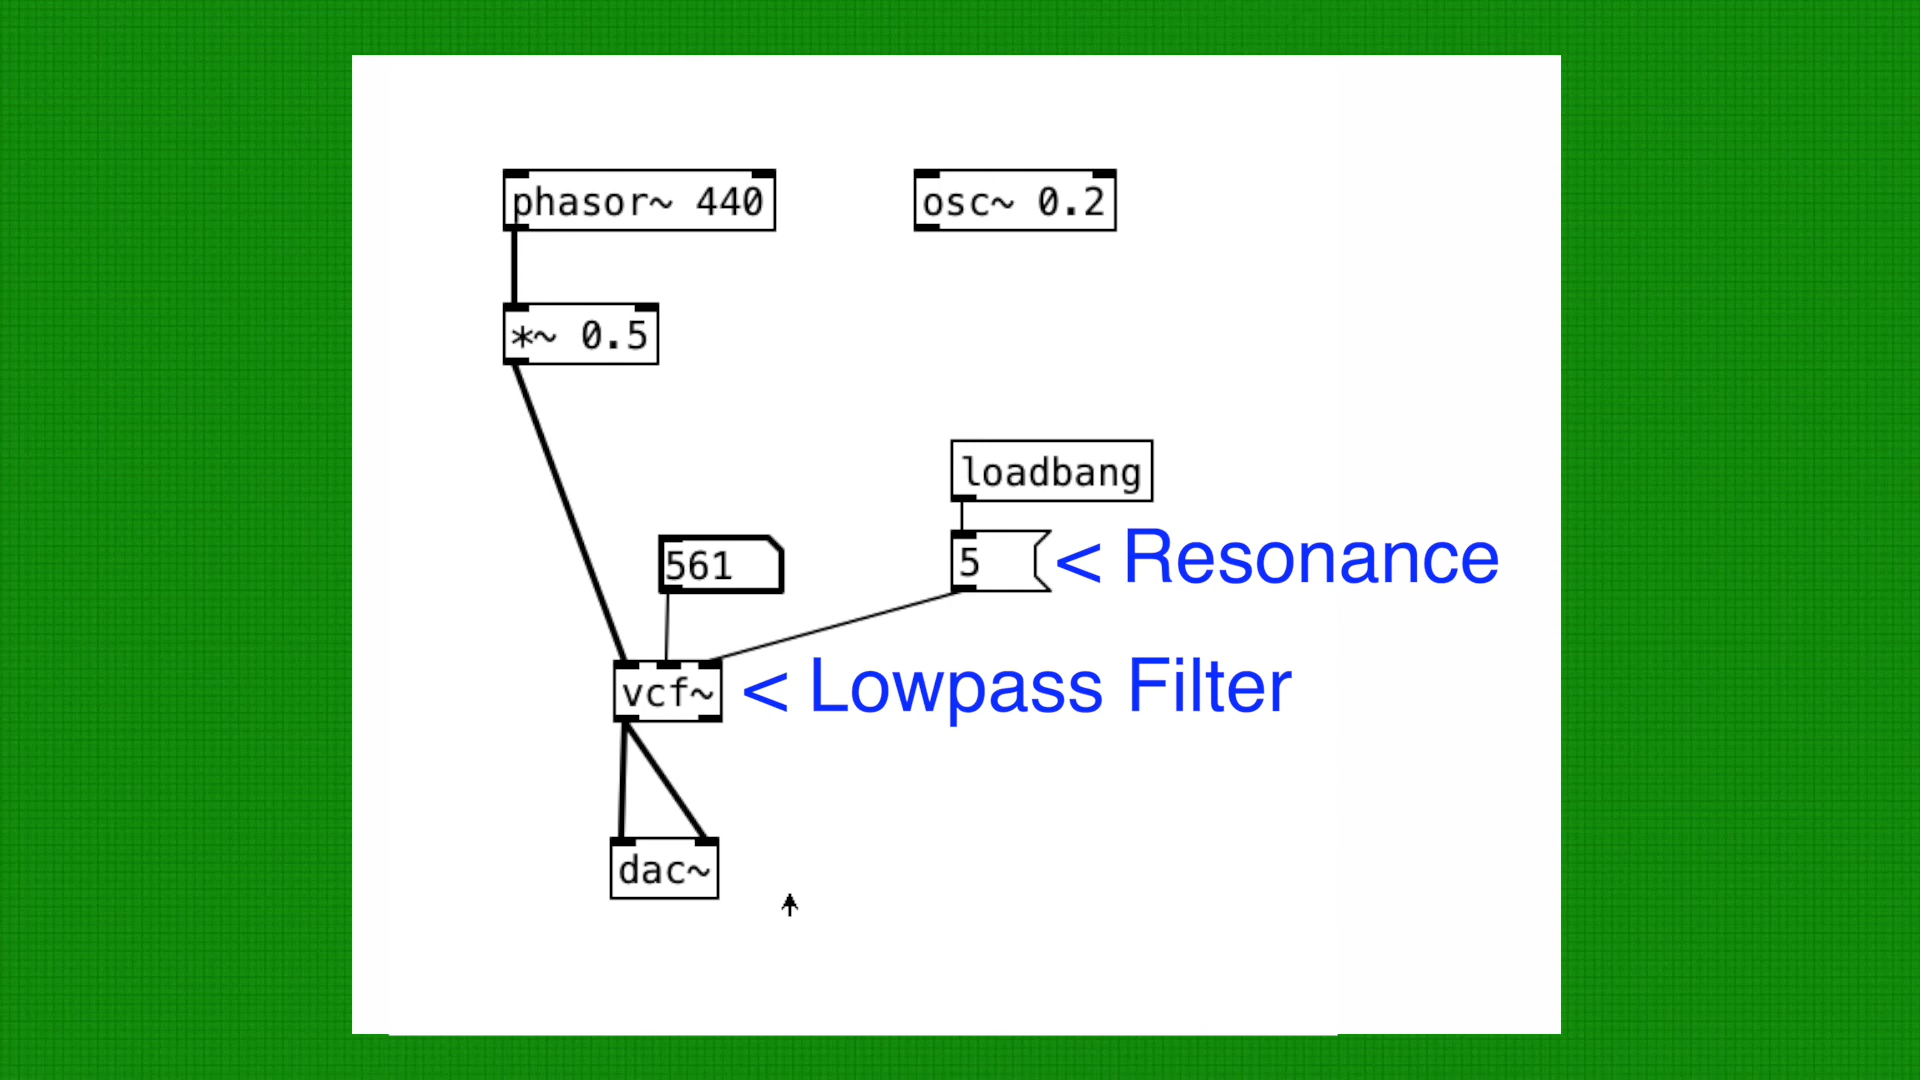 phasor~ 440
osc~ 0.2
*~ 0.5
loadbang
561
5
< Resonance
vcf~
< Lowpass Filter
dac~